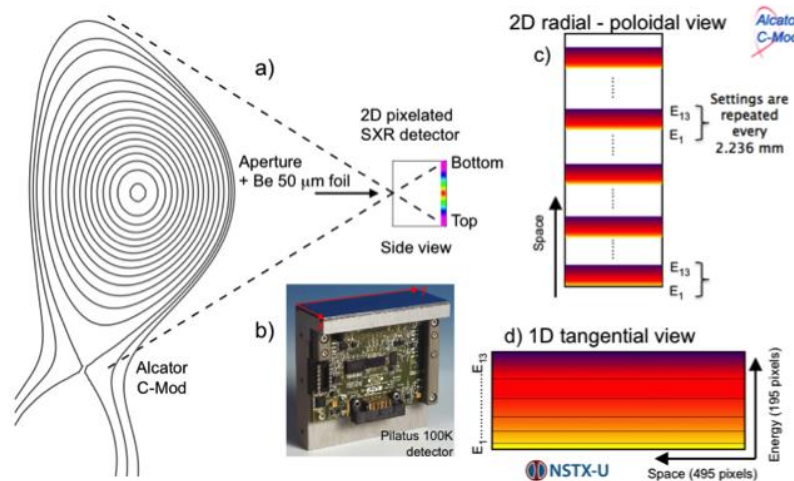 a)
2D pixelated
SXR detector
Aperture
+ Be 50 μm foil
Bottom
Top
Side view
Alcator
C-Mod
b)
Pilatus 100K
detector
2D radial - poloidal view
Alcator
C-Mod
c)
E13
E1
Settings are
repeated
every
2.236 mm
Space
E13
E1
d) 1D tangential view
E13
E1
Energy (195 pixels)
Space (495 pixels)
NSTX-U